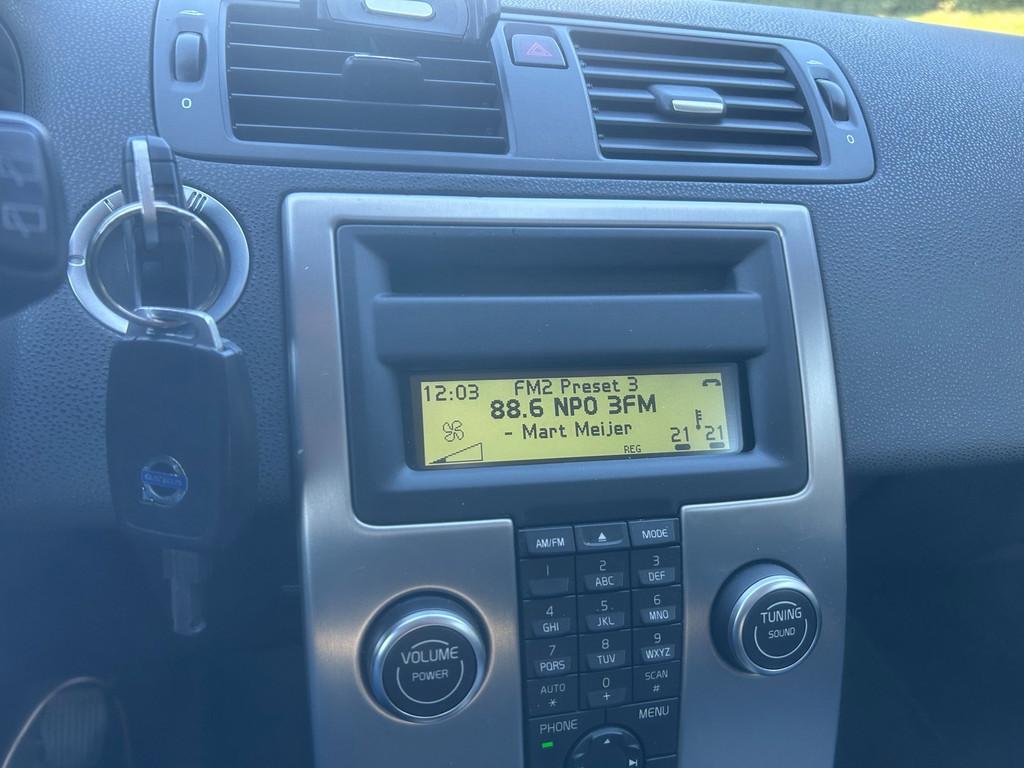 0
0
12:03
FM2 Preset 3
88.6 NPO 3FM
- Mart Meijer
REG
21
21
AM/FM
MODE
1
2
ABC
3
DEF
4
GHI
5
JKL
6
MNO
7
PQRS
8
TUV
9
WXYZ
AUTO
*
0
+
SCAN
#
PHONE
MENU
VOLUME
POWER
TUNING
SOUND